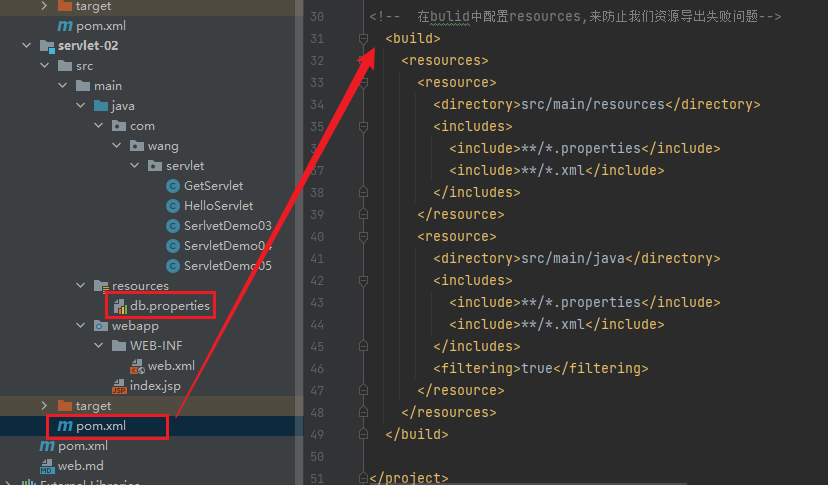 target
pom.xml
servlet-02
src
main
java
com
wang
servlet
GetServlet
HelloServlet
SerlvetDemo03
ServletDemo04
ServletDemo05
resources
db.properties
webapp
WEB-INF
web.xml
index.jsp
target
pom.xml
pom.xml
web.md
External Libraries
30 <!-- 在bulid中配置resources,来防止我们资源导出失败问题-->
31 <build>
32 <resources>
33 <resource>
34 <directory>src/main/resources</directory>
35 <includes>
<include>**/*.properties</include>
37 <include>**/*.xml</include>
38 </includes>
39 </resource>
40 <resource>
41 <directory>src/main/java</directory>
42 <includes>
43 <include>**/*.properties</include>
44 <include>**/*.xml</include>
45 </includes>
46 <filtering>true</filtering>
47 </resource>
48 </resources>
49 </build>
50
51 </project>